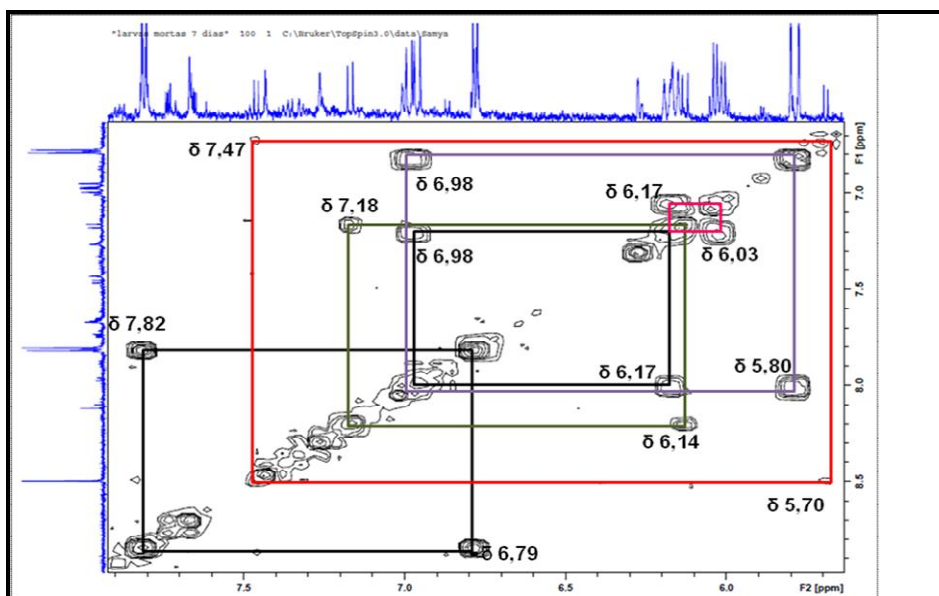 "larvas mortas 7 dias" 100 1 C:\Bruker\TopSpin3.0\data\Samya
F1 [ppm]
δ 7,47
δ 6,98
δ 6,17
7.0
δ 7,18
δ 6,98
δ 6,03
7.5
δ 7,82
δ 6,17
δ 5,80
8.0
δ 6,14
8.5
δ 5,70
δ 6,79
7.5 7.0 6.5 6.0 F2 [ppm]